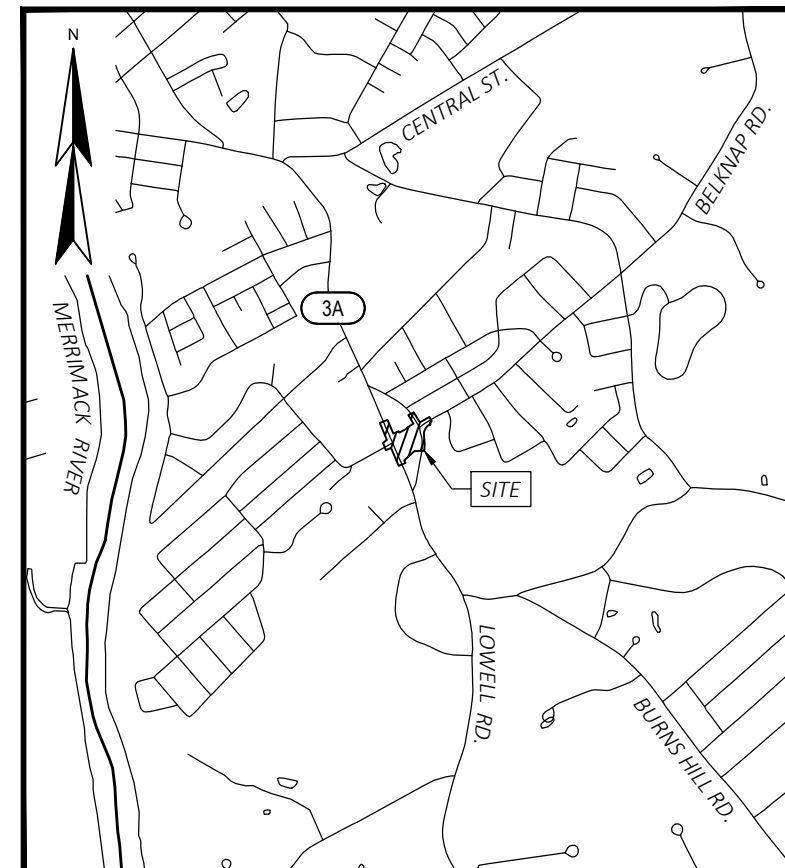 N
CENTRAL ST.
BELKNAP RD.
3A
MERRIMACK RIVER
SITE
LOWELL RD.
BURNS HILL RD.